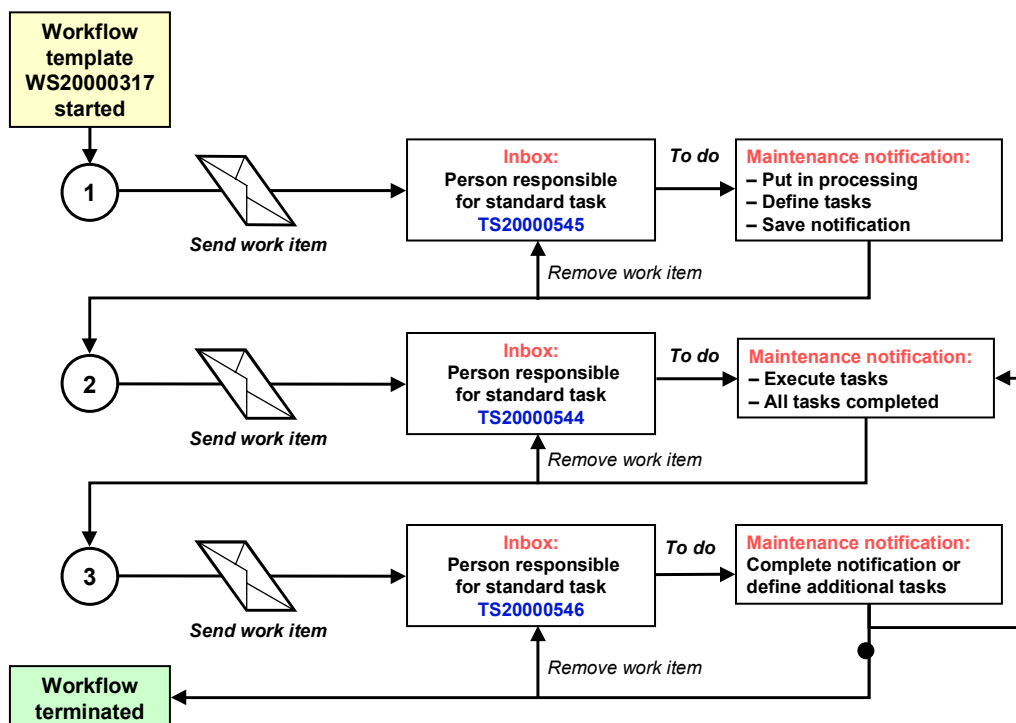 Workflow
template
WS20000317
started
1
Send work item
Inbox:
Person responsible
for standard task
TS20000545
To do
Maintenance notification:
– Put in processing
– Define tasks
– Save notification
Remove work item
2
Send work item
Inbox:
Person responsible
for standard task
TS20000544
To do
Maintenance notification:
– Execute tasks
– All tasks completed
Remove work item
3
Send work item
Inbox:
Person responsible
for standard task
TS20000546
To do
Maintenance notification:
Complete notification or
define additional tasks
Remove work item
Workflow
terminated